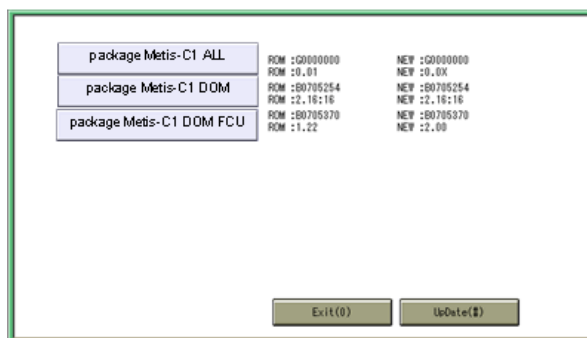 package Metis-C1 ALL
ROM :G0000000 NEW :G0000000
ROM :0.01 NEW :0.0X
package Metis-C1 DOM
ROM :B0705254 NEW :B0705254
ROM :2.16:16 NEW :2.16:16
package Metis-C1 DOM FCU
ROM :B0705370 NEW :B0705370
ROM :1.22 NEW :2.00
Exit(0) UpDate(#)